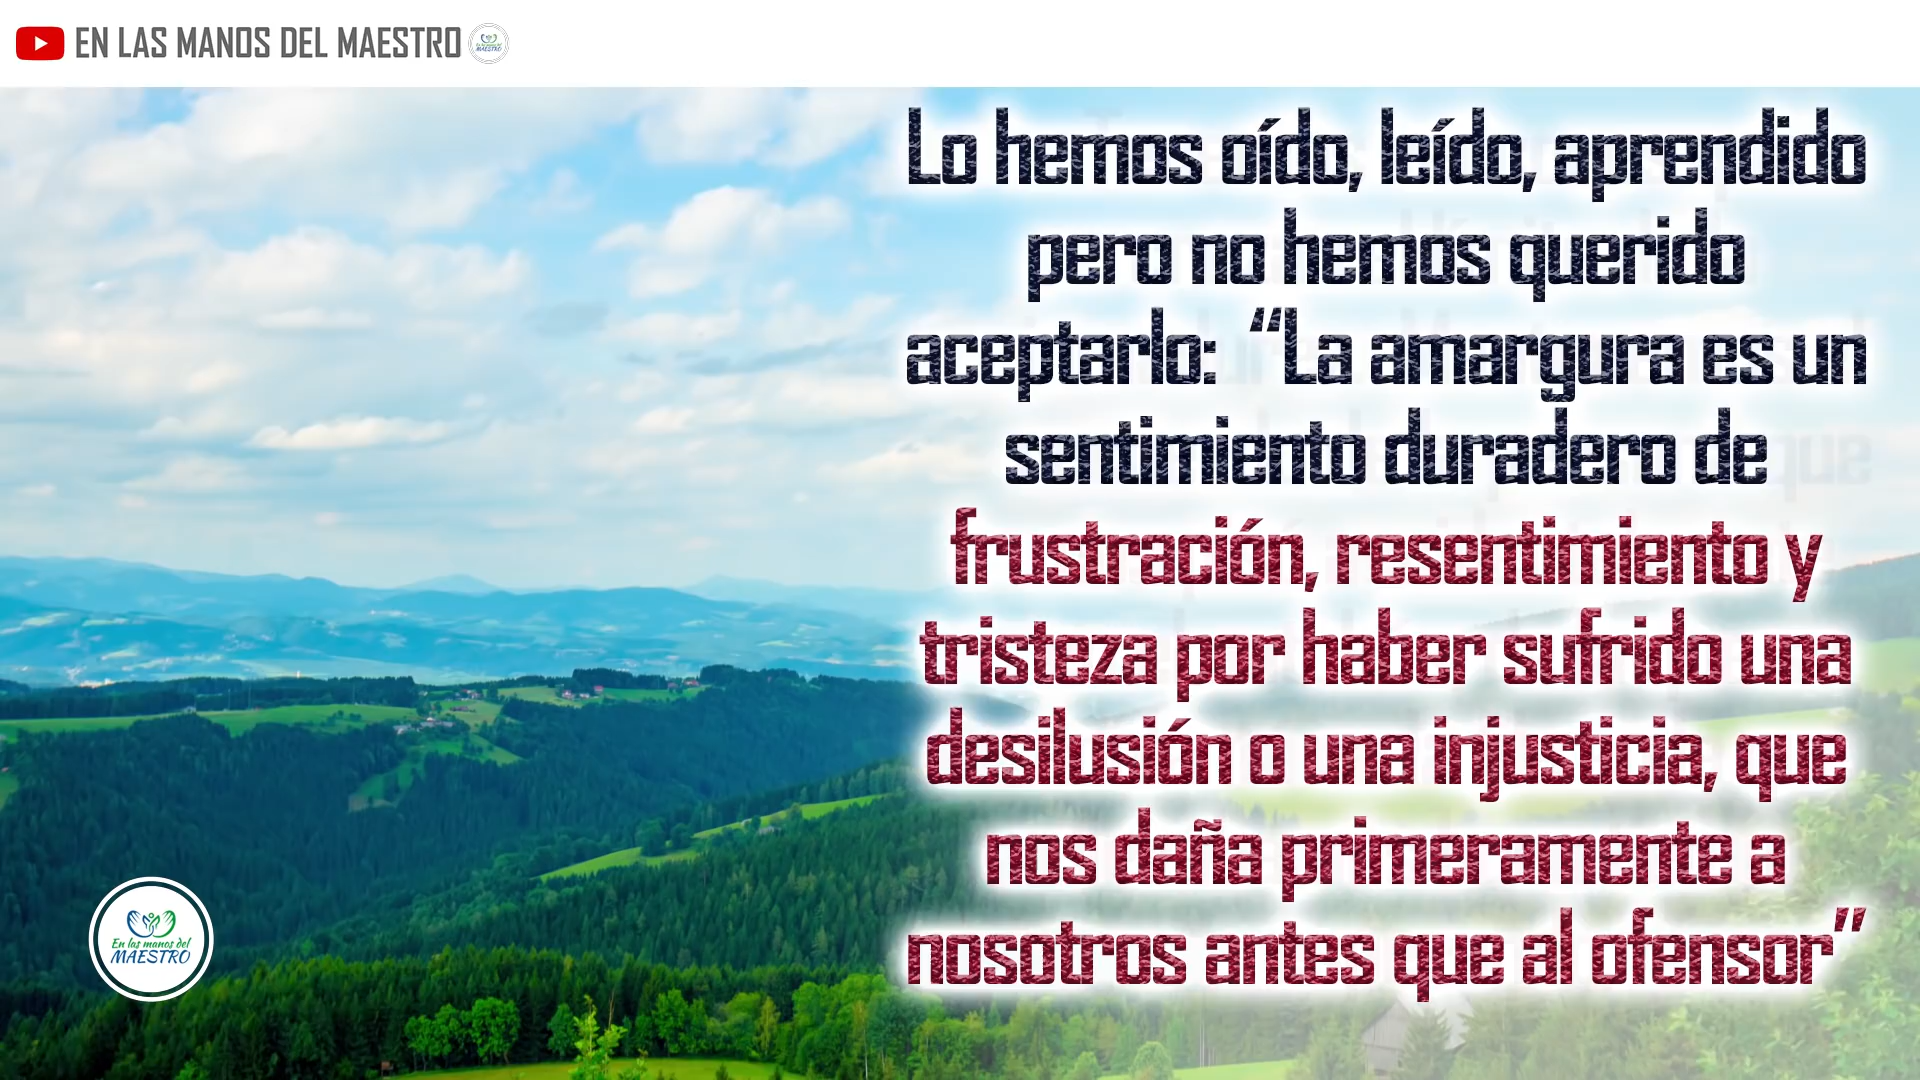 EN LAS MANOS DEL MAESTRO
Lo hemos oído, leído, aprendido
pero no hemos querido
aceptarlo: “La amargura es un
sentimiento duradero de
frustración, resentimiento y
tristeza por haber sufrido una
desilusión o una injusticia, que
nos daña primeramente a
nosotros antes que al ofensor”
En las manos del
MAESTRO